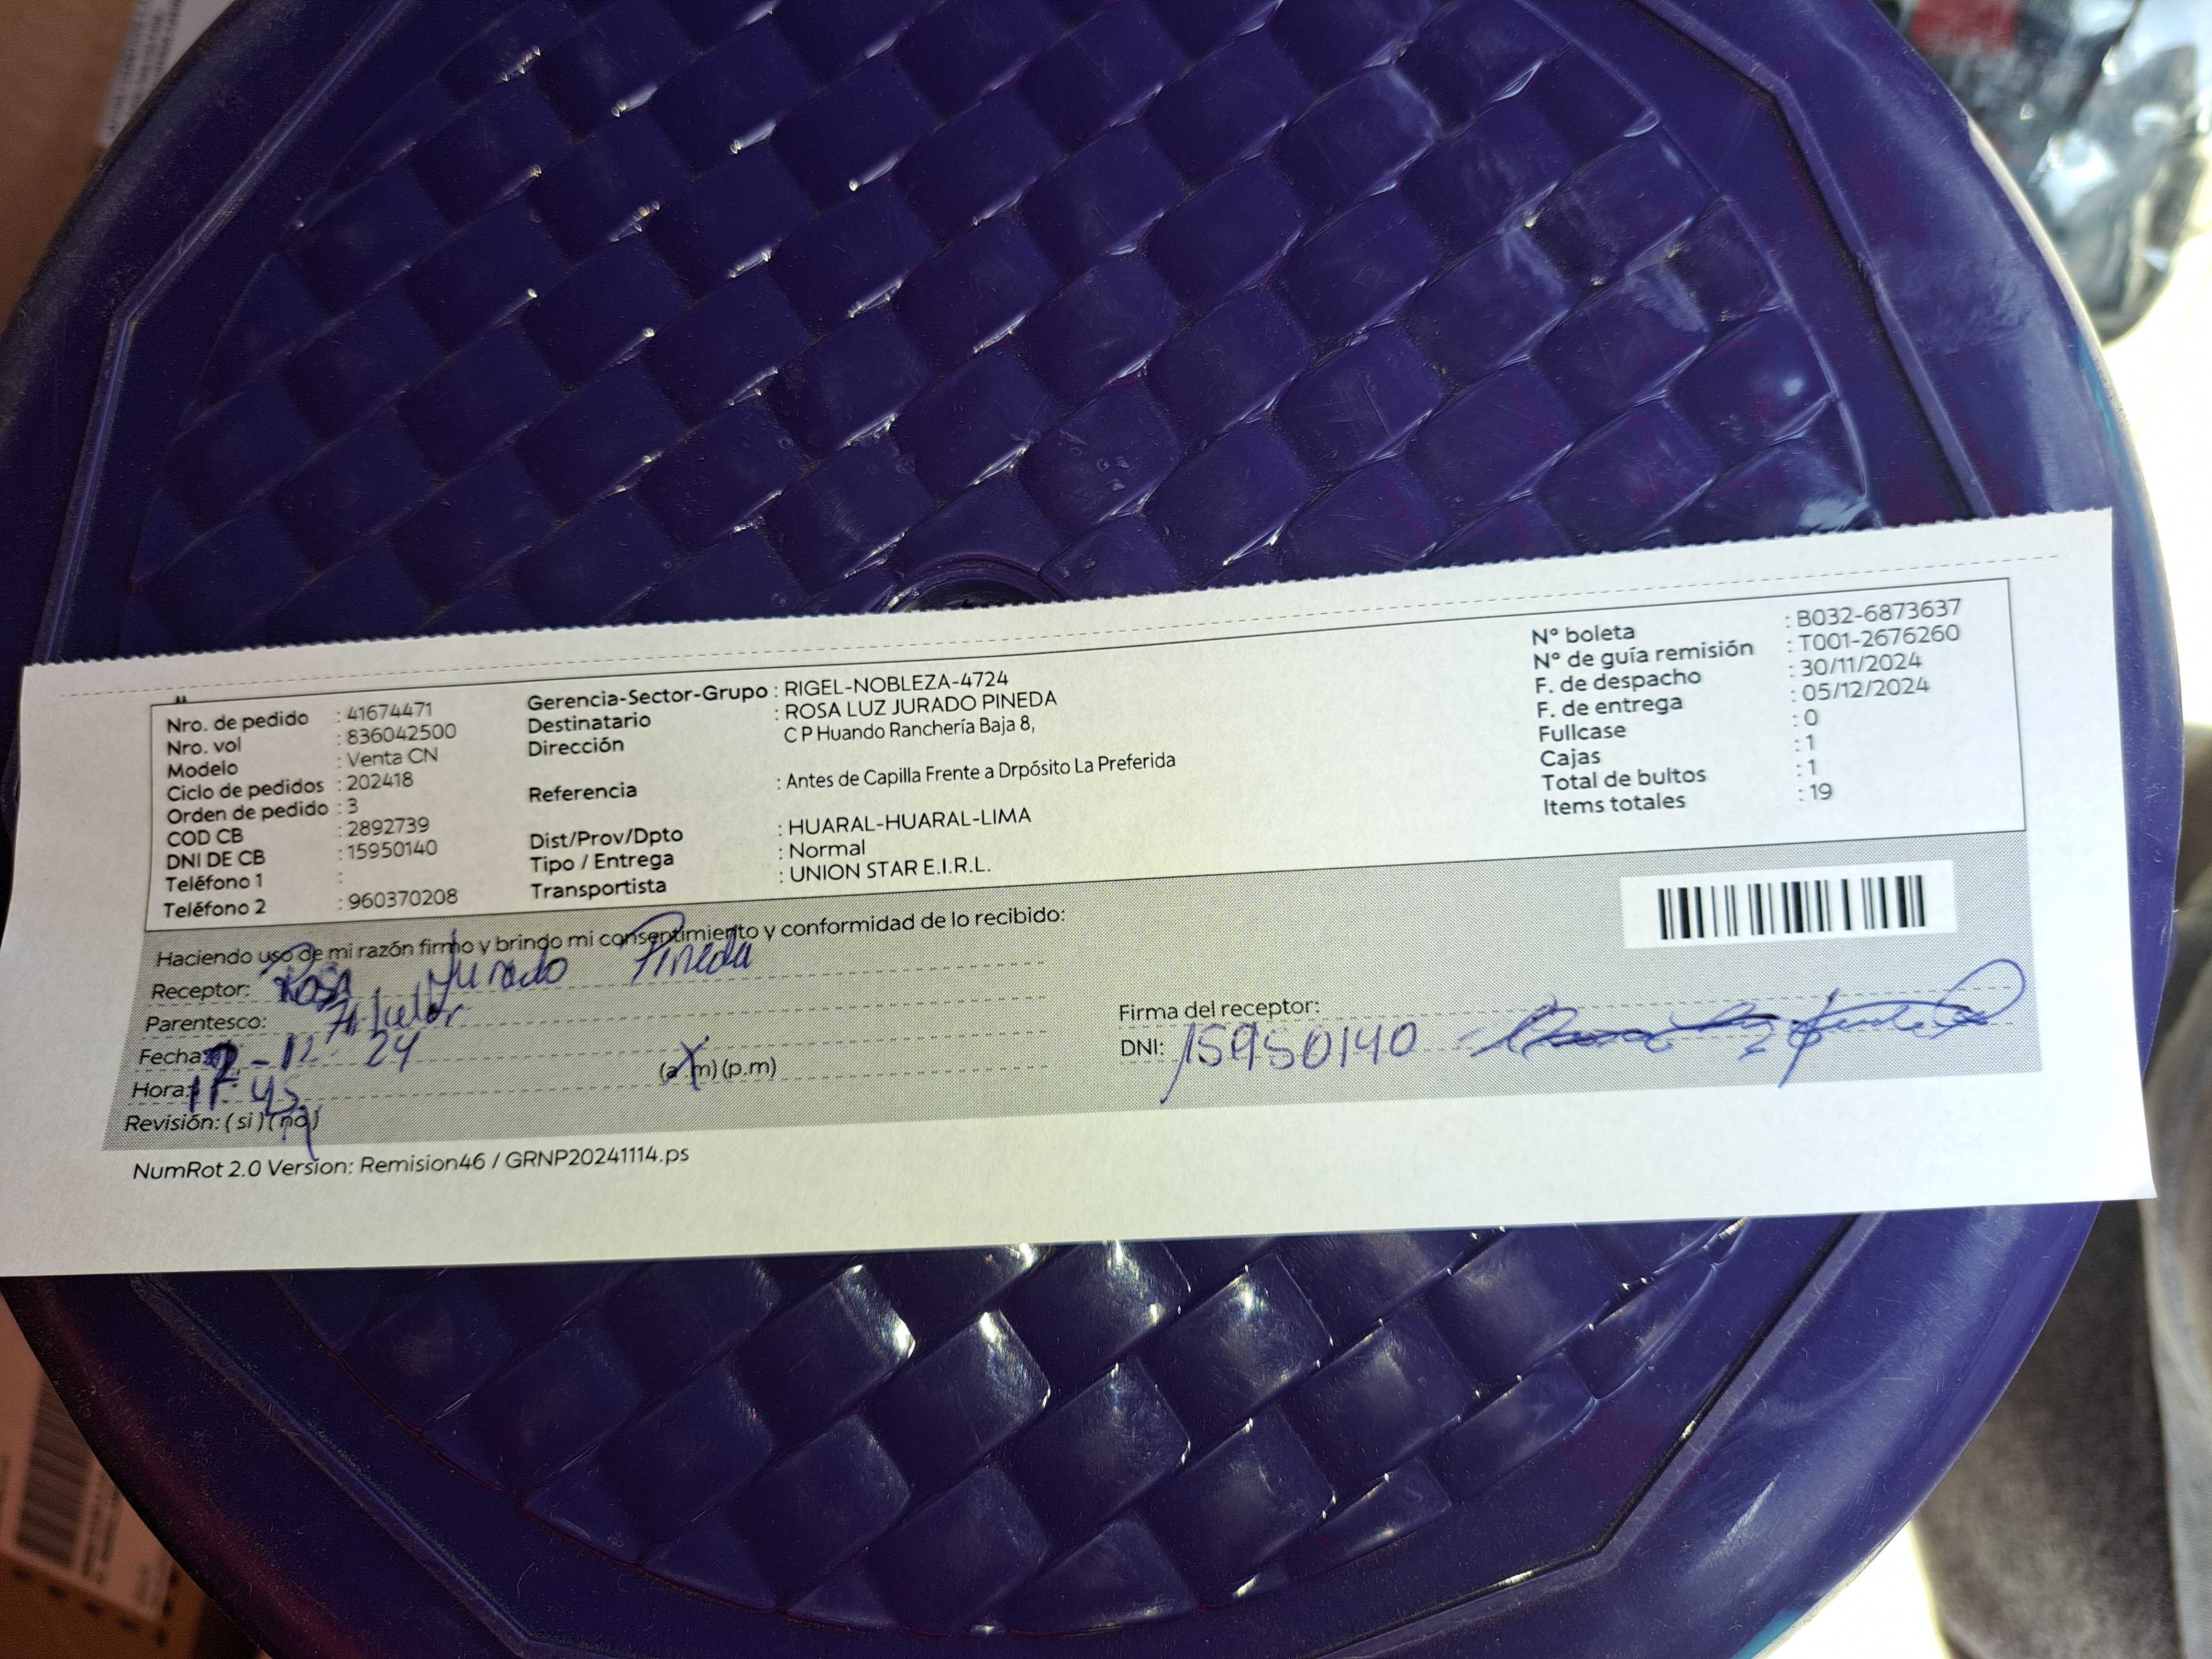 Nro. de pedido : 41674471
Nro. vol : 836042500
Modelo : Venta CN
Ciclo de pedidos : 202418
Orden de pedido : 3
COD CB : 2892739
DNI DE CB : 15950140
Teléfono 1 :
Teléfono 2 : 960370208
Gerencia-Sector-Grupo : RIGEL-NOBLEZA-4724
Destinatario : ROSA LUZ JURADO PINEDA
Dirección C P Huando Ranchería Baja 8,
Referencia : Antes de Capilla Frente a Drpósito La Preferida
Dist/Prov/Dpto : HUARAL-HUARAL-LIMA
Tipo / Entrega : Normal
Transportista : UNION STAR E.I.R.L.
N° boleta : B032-6873637
N° de guía remisión : T001-2676260
F. de despacho : 30/11/2024
F. de entrega : 05/12/2024
Fullcase : 0
Cajas : 1
Total de bultos : 1
Items totales : 19
Haciendo uso de mi razón firmo y brindo mi consentimiento y conformidad de lo recibido:
Receptor: Rosa Jurado Pineda
Parentesco: Titular
Fecha: -12-24
Hora: 11:45 (a.m) (p.m)
Revisión: ( si ) ( no )
Firma del receptor:
DNI: 15950140
NumRot 2.0 Version: Remision46 / GRNP20241114.ps